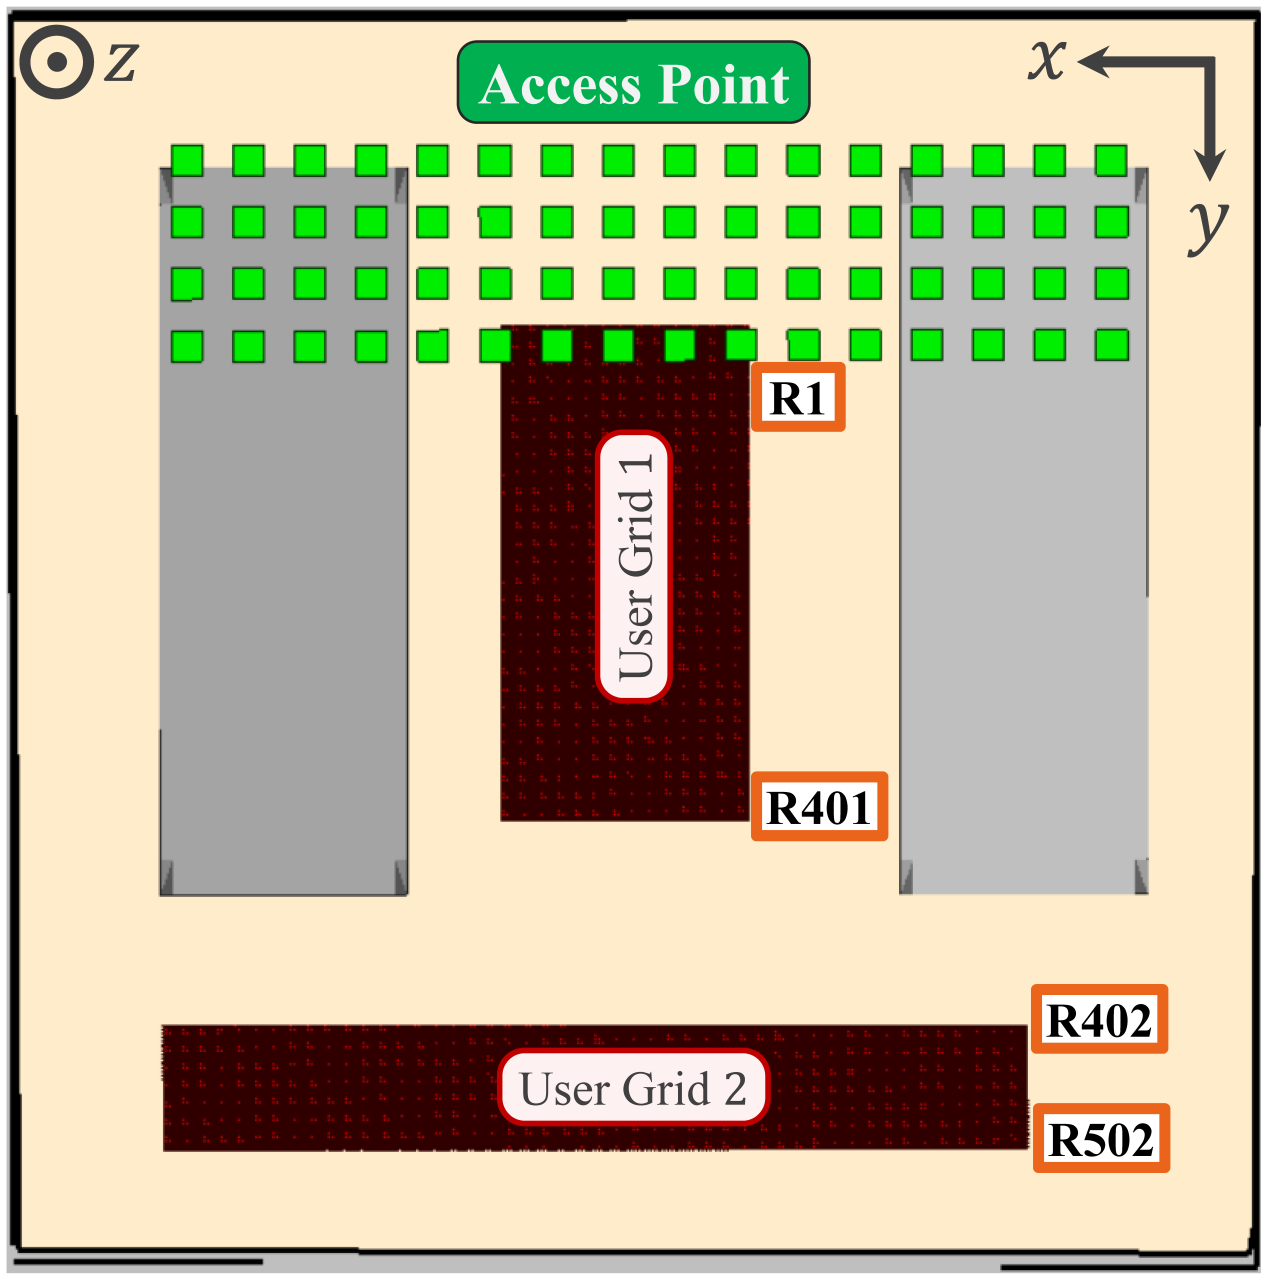 z
Access Point
x
y
R1
User Grid 1
R401
R402
User Grid 2
R502